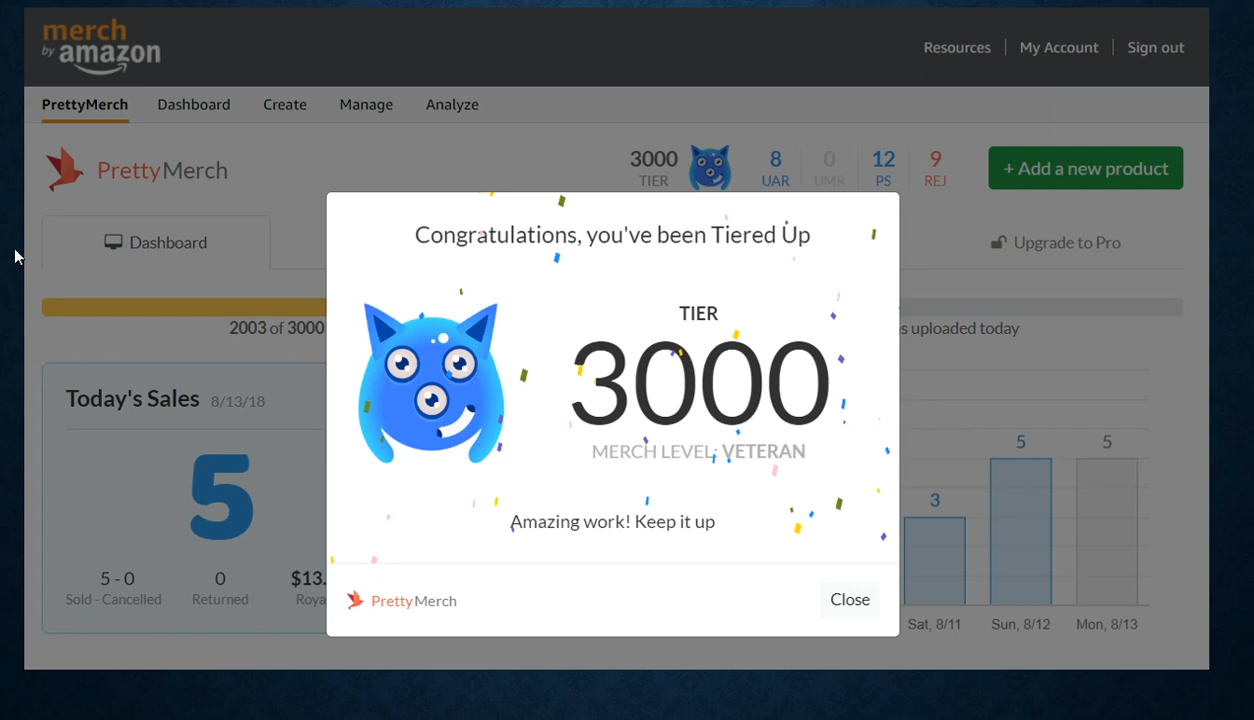 merch
by amazon
Resources
My Account
Sign out
PrettyMerch
Dashboard
Create
Manage
Analyze
PrettyMerch
3000
TIER
8
UAR
0
UMR
12
PS
9
REJ
+ Add a new product
Dashboard
Upgrade to Pro
2003 of 3000
uploaded today
Today's Sales 8/13/18
5
5 - 0
Sold - Cancelled
0
Returned
$13.
Congratulations, you've been Tiered Up
TIER
3000
MERCH LEVEL: VETERAN
Amazing work! Keep it up
PrettyMerch
Close
3
5
5
Sat, 8/11
Sun, 8/12
Mon, 8/13